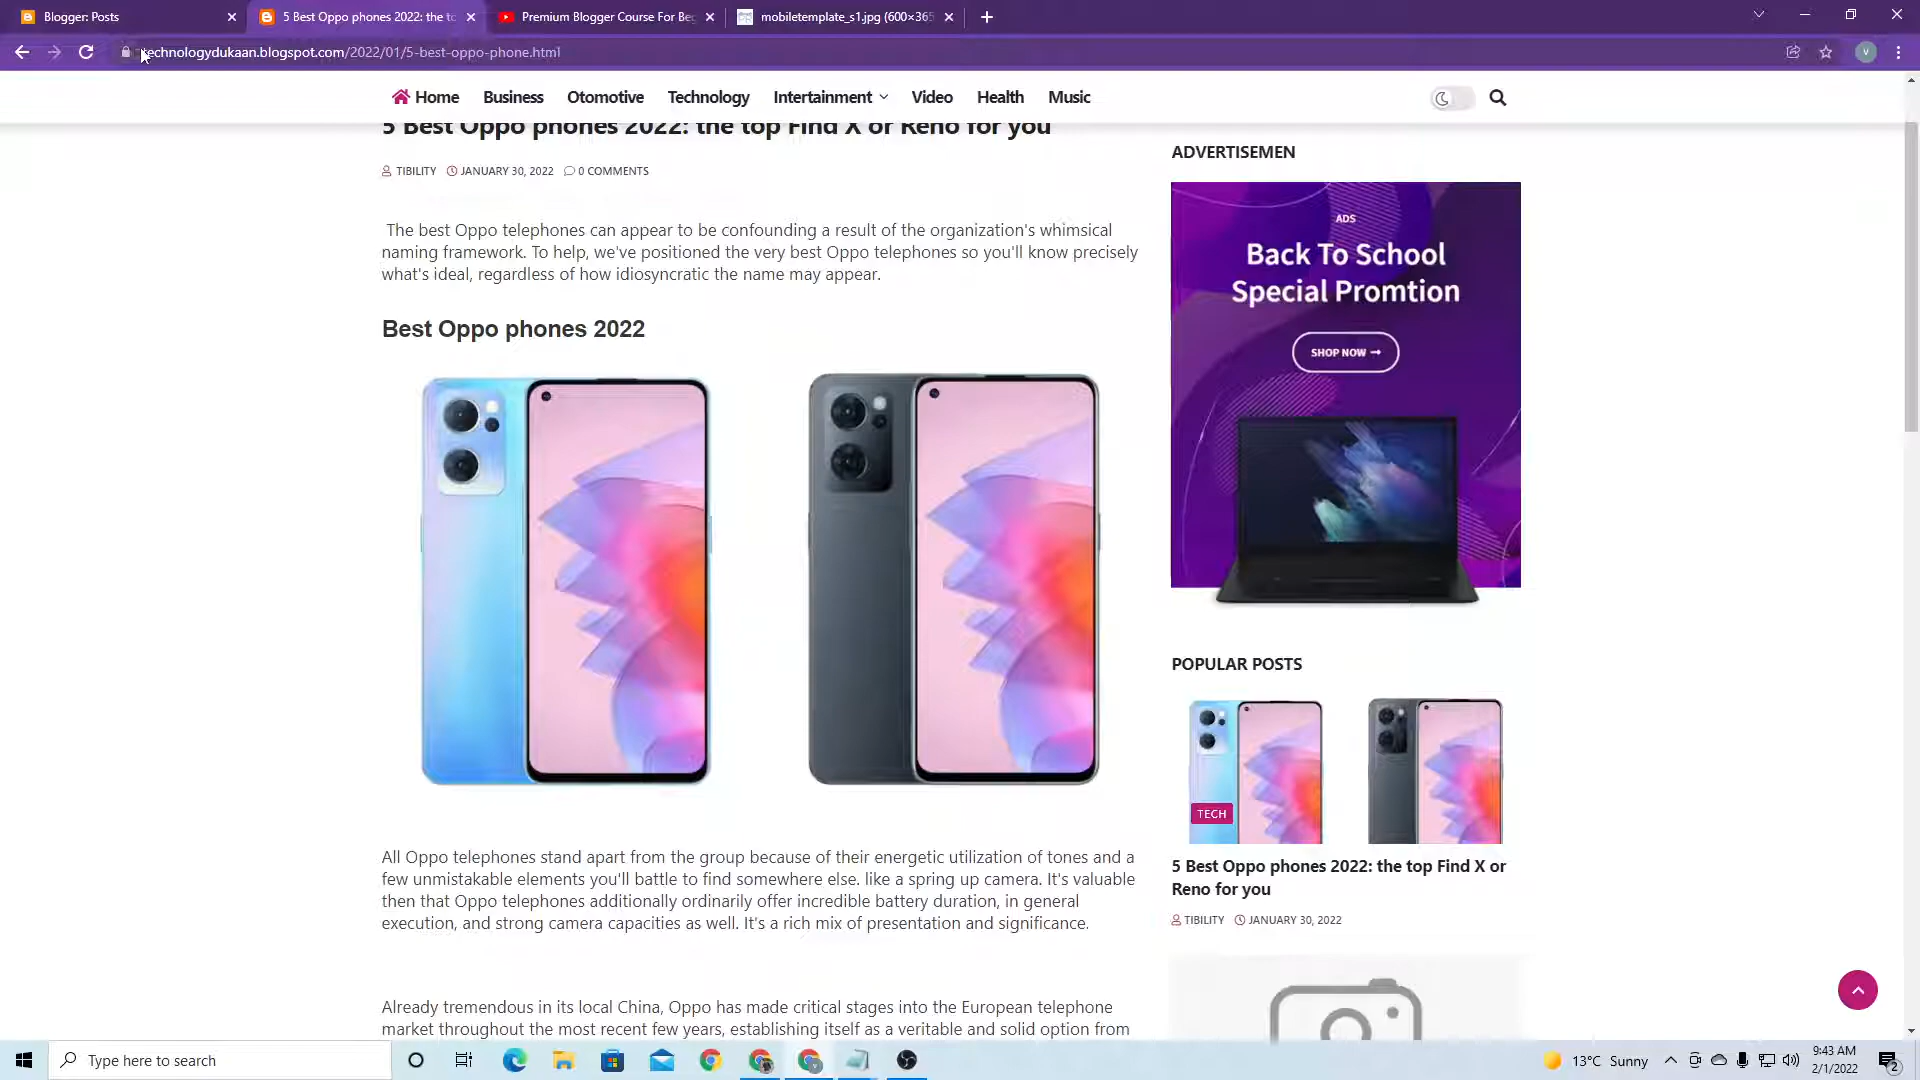 Blogger: Posts
5 Best Oppo phones 2022: the to
Premium Blogger Course For Be
mobiletemplate_s1.jpg (600×365
technologydukaan.blogspot.com/2022/01/5-best-oppo-phone.html
V
Home Business Otomotive Technology Intertainment Video Health Music
5 Best Oppo phones 2022: the top Find X or Reno for you
TIBILITY JANUARY 30, 2022 0 COMMENTS
The best Oppo telephones can appear to be confounding a result of the organization's whimsical
naming framework. To help, we've positioned the very best Oppo telephones so you'll know precisely
what's ideal, regardless of how idiosyncratic the name may appear.
Best Oppo phones 2022
All Oppo telephones stand apart from the group because of their energetic utilization of tones and a
few unmistakable elements you'll battle to find somewhere else. like a spring up camera. It's valuable
then that Oppo telephones additionally ordinarily offer incredible battery duration, in general
execution, and strong camera capacities as well. It's a rich mix of presentation and significance.
Already tremendous in its local China, Oppo has made critical stages into the European telephone
market throughout the most recent few years, establishing itself as a veritable and solid option from
ADVERTISEMEN
ADS
Back To School
Special Promtion
SHOP NOW →
POPULAR POSTS
TECH
5 Best Oppo phones 2022: the top Find X or
Reno for you
TIBILITY JANUARY 30, 2022
Type here to search
13°C Sunny
9:43 AM
2/1/2022
2